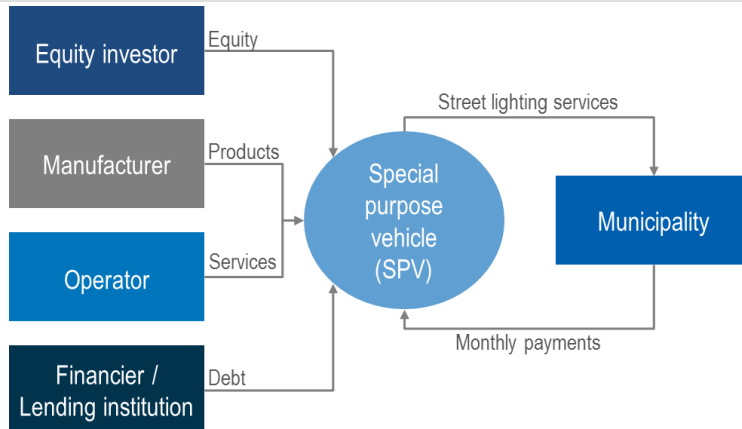 Equity investor
Equity
Manufacturer
Products
Operator
Services
Financier /
Lending institution
Debt
Special
purpose
vehicle
(SPV)
Street lighting services
Municipality
Monthly payments